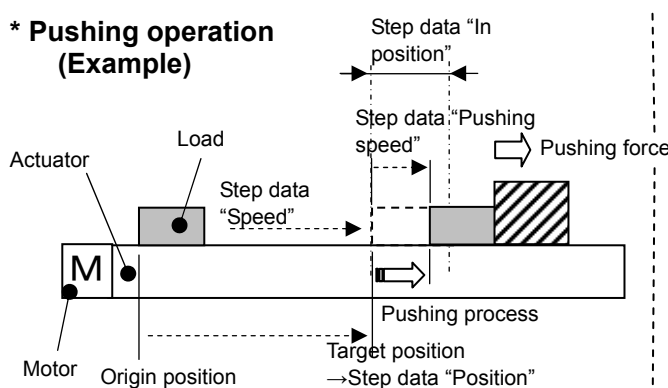 * Pushing operation
(Example)
Step data “In
position”
Step data “Pushing
speed”
Pushing force
Load
Actuator
Step data
“Speed”
M
Pushing process
Motor
Origin position
Target position
→Step data “Position”